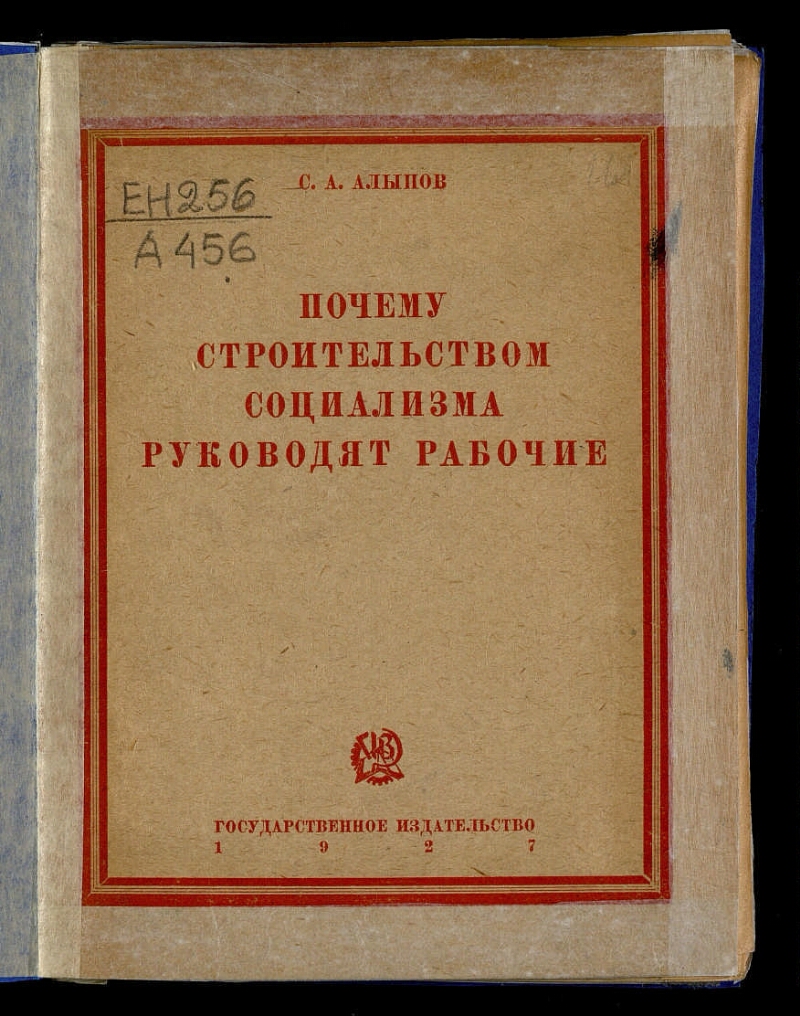 ЕН256
А456
С. А. АЛЫПОВ
ПОЧЕМУ
СТРОИТЕЛЬСТВОМ
СОЦИАЛИЗМА
РУКОВОДЯТ РАБОЧИЕ
ГОСУДАРСТВЕННОЕ ИЗДАТЕЛЬСТВО
1 9 2 7